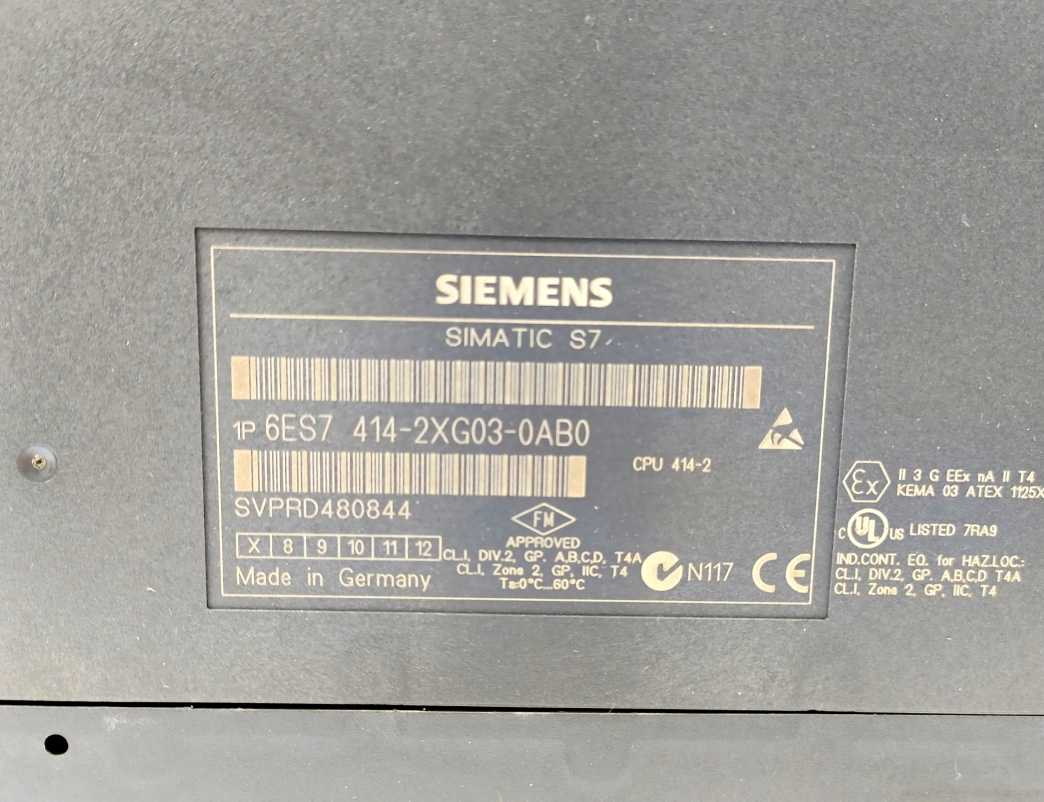 SIEMENS
SIMATIC S7
1P 6ES7 414-2XG03-0AB0
CPU 414-2
SVPRD480844
FM
APPROVED
X 8 9 10 11 12
CL.I, DIV.2, GP. A,B,C,D, T4A
CL.I, Zone 2, GP, IIC, T4
Ta:0°C...60°C
Made in Germany
N117
CE
Ex
II 3 G EEx nA II T4
KEMA 03 ATEX 1125X
C UL US LISTED 7RA9
IND.CONT. EQ. for HAZ.LOC.:
CL.I, DIV.2, GP. A,B,C,D T4A
CL.I, Zone 2, GP, IIC, T4